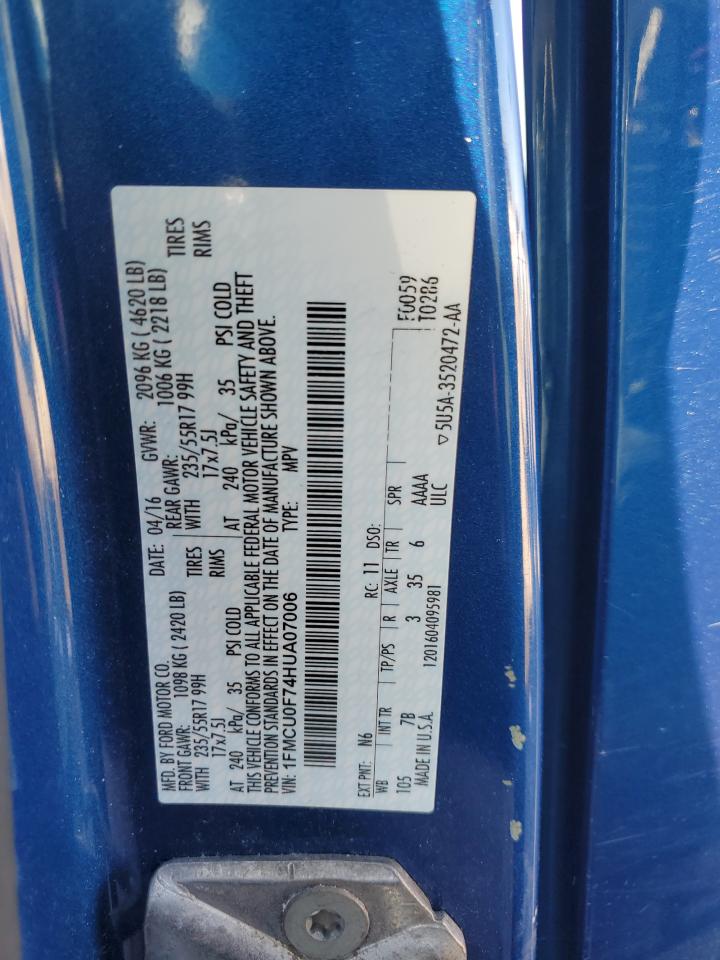 MFD. BY FORD MOTOR CO.
DATE: 04/16 GVWR: 2096 KG ( 4620 LB)
FRONT GAWR: 1098 KG ( 2420 LB)
REAR GAWR: 1006 KG ( 2218 LB)
WITH 235/55R17 99H TIRES
WITH 235/55R17 99H TIRES
17x7.5J RIMS
17x7.5J RIMS
AT 240 kPa/ 35 PSI COLD
AT 240 kPa/ 35 PSI COLD
THIS VEHICLE CONFORMS TO ALL APPLICABLE FEDERAL MOTOR VEHICLE SAFETY AND THEFT
PREVENTION STANDARDS IN EFFECT ON THE DATE OF MANUFACTURE SHOWN ABOVE.
VIN: 1FMCU0F74HUA07006 TYPE: MPV
EXT PNT: N6 RC: 11 DSO: F0059
WB INT TR TP/PS R AXLE TR SPR T0286
105 7B 3 35 6 AAAA
MADE IN U.S.A. 1201604095981 ULC ▽5U5A-3520472-AA